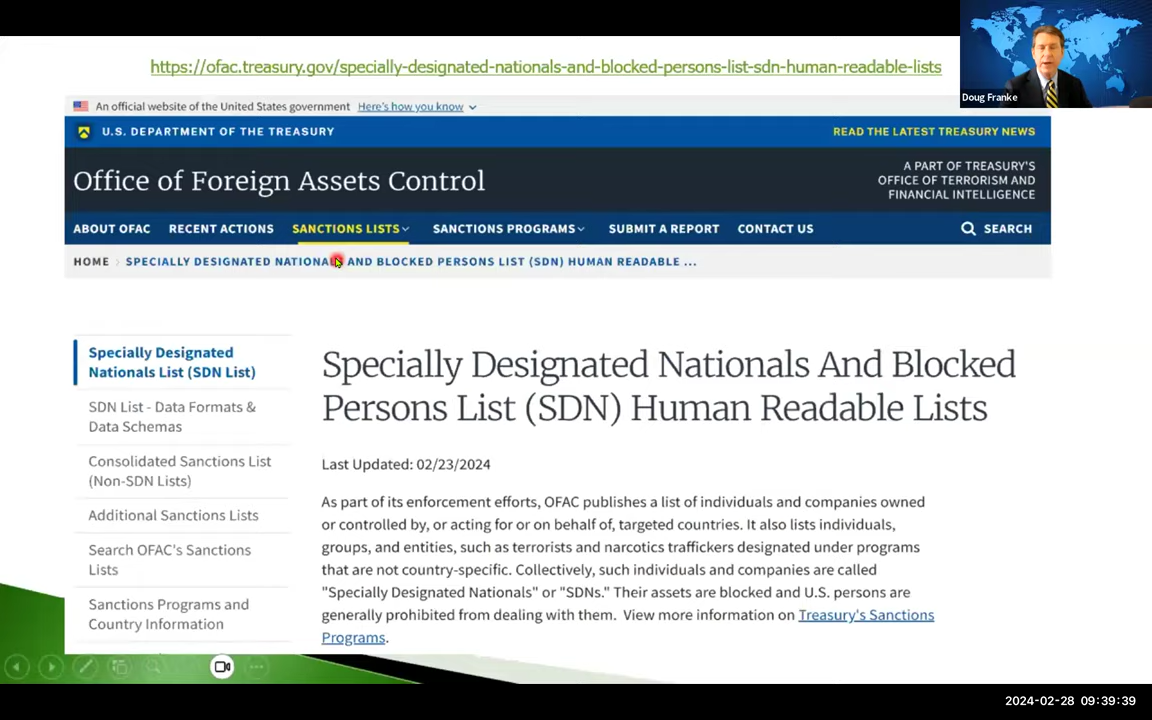 https://ofac.treasury.gov/specially-designated-nationals-and-blocked-persons-list-sdn-human-readable-lists
Doug Franke
An official website of the United States government Here's how you know
U.S. DEPARTMENT OF THE TREASURY
READ THE LATEST TREASURY NEWS
Office of Foreign Assets Control
A PART OF TREASURY'S
OFFICE OF TERRORISM AND
FINANCIAL INTELLIGENCE
ABOUT OFAC RECENT ACTIONS SANCTIONS LISTS SANCTIONS PROGRAMS SUBMIT A REPORT CONTACT US SEARCH
HOME SPECIALLY DESIGNATED NATIONALS AND BLOCKED PERSONS LIST (SDN) HUMAN READABLE ...
Specially Designated
Nationals List (SDN List)
SDN List - Data Formats &
Data Schemas
Consolidated Sanctions List
(Non-SDN Lists)
Additional Sanctions Lists
Search OFAC's Sanctions
Lists
Sanctions Programs and
Country Information
Specially Designated Nationals And Blocked
Persons List (SDN) Human Readable Lists
Last Updated: 02/23/2024
As part of its enforcement efforts, OFAC publishes a list of individuals and companies owned
or controlled by, or acting for or on behalf of, targeted countries. It also lists individuals,
groups, and entities, such as terrorists and narcotics traffickers designated under programs
that are not country-specific. Collectively, such individuals and companies are called
"Specially Designated Nationals" or "SDNs." Their assets are blocked and U.S. persons are
generally prohibited from dealing with them. View more information on Treasury's Sanctions
Programs.
2024-02-28 09:39:39